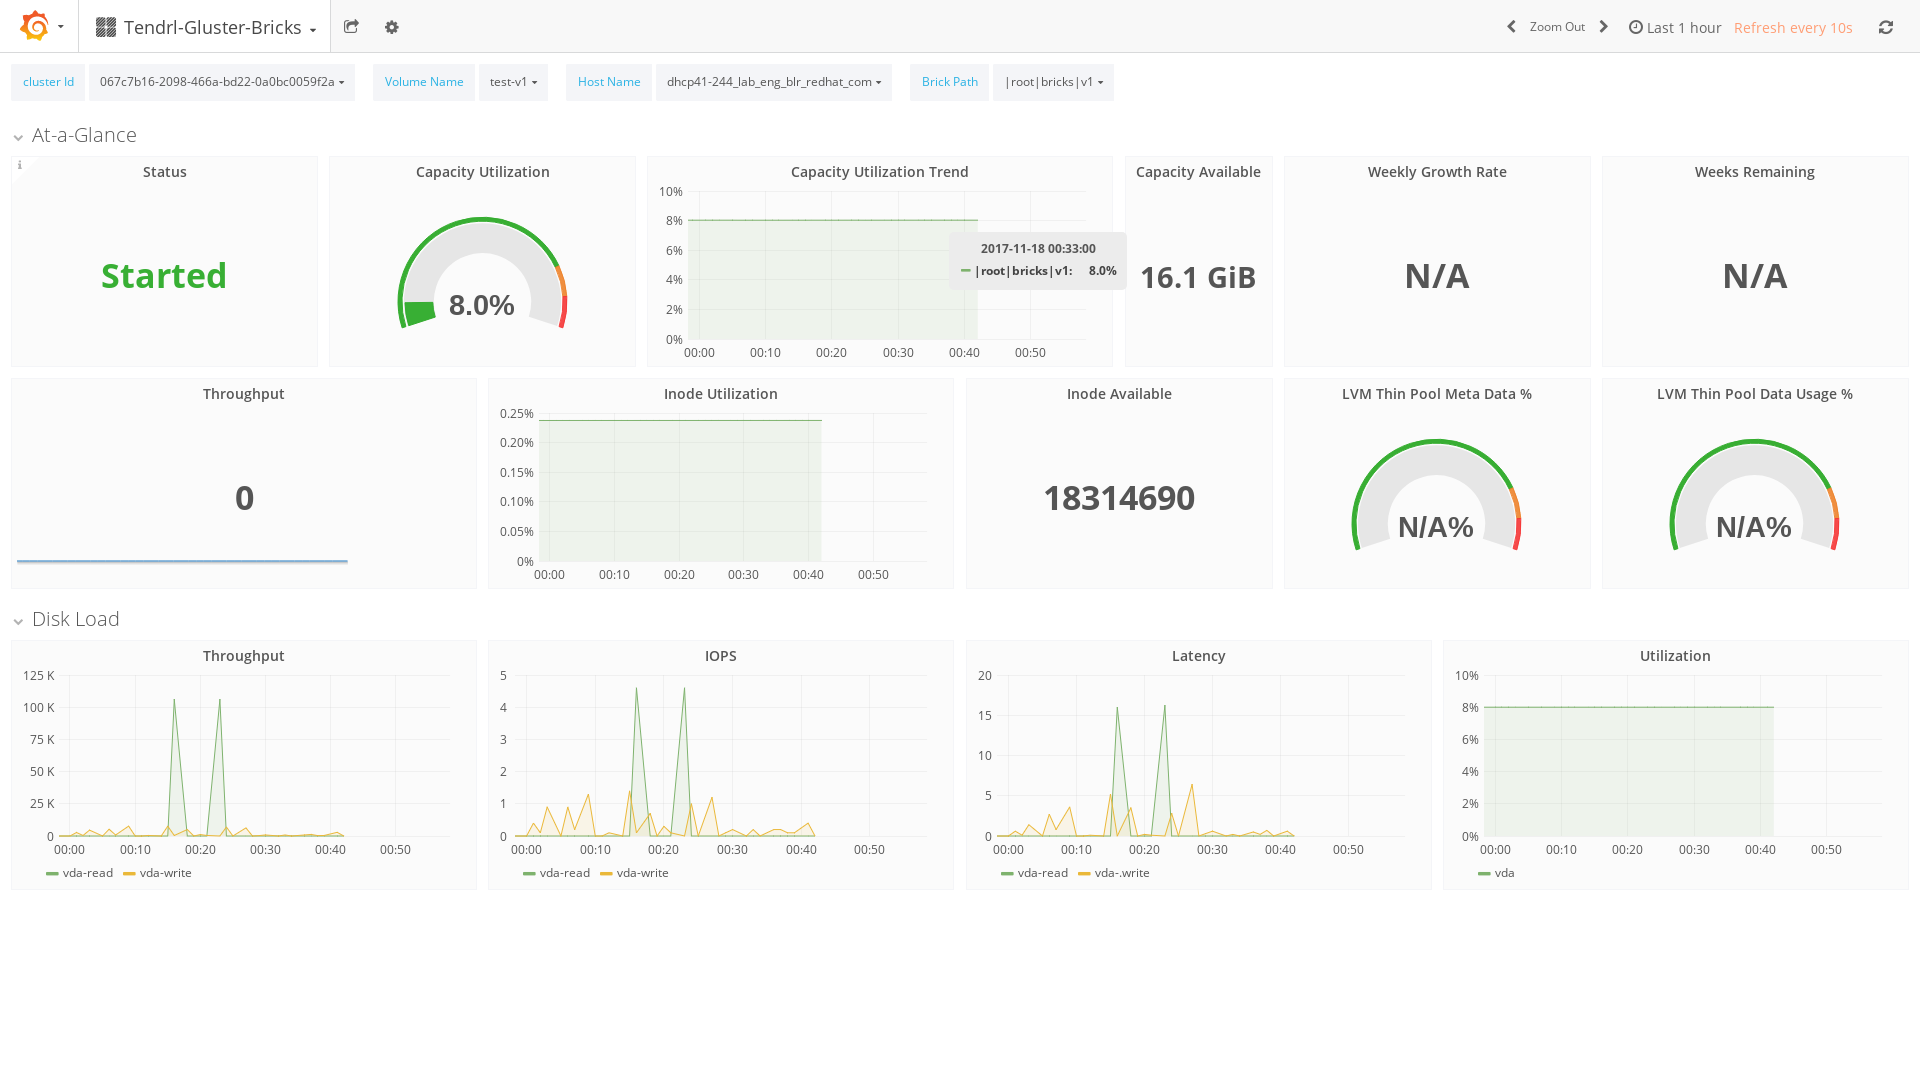 Tendrl-Gluster-Bricks
Zoom Out
Last 1 hour
Refresh every 10s
cluster Id
067c7b16-2098-466a-bd22-0a0bc0059f2a
Volume Name
test-v1
Host Name
dhcp41-244_lab_eng_blr_redhat_com
Brick Path
|root|bricks|v1
At-a-Glance
i
Status
Started
Capacity Utilization
8.0%
Capacity Utilization Trend
10%
8%
6%
4%
2%
0%
00:00 00:10 00:20 00:30 00:40 00:50
2017-11-18 00:33:00
|root|bricks|v1: 8.0%
Capacity Available
16.1 GiB
Weekly Growth Rate
N/A
Weeks Remaining
N/A
Throughput
0
Inode Utilization
0.25%
0.20%
0.15%
0.10%
0.05%
0%
00:00 00:10 00:20 00:30 00:40 00:50
Inode Available
18314690
LVM Thin Pool Meta Data %
N/A%
LVM Thin Pool Data Usage %
N/A%
Disk Load
Throughput
125 K
100 K
75 K
50 K
25 K
0
00:00 00:10 00:20 00:30 00:40 00:50
vda-read vda-write
IOPS
5
4
3
2
1
0
00:00 00:10 00:20 00:30 00:40 00:50
vda-read vda-write
Latency
20
15
10
5
0
00:00 00:10 00:20 00:30 00:40 00:50
vda-read vda-.write
Utilization
10%
8%
6%
4%
2%
0%
00:00 00:10 00:20 00:30 00:40 00:50
vda